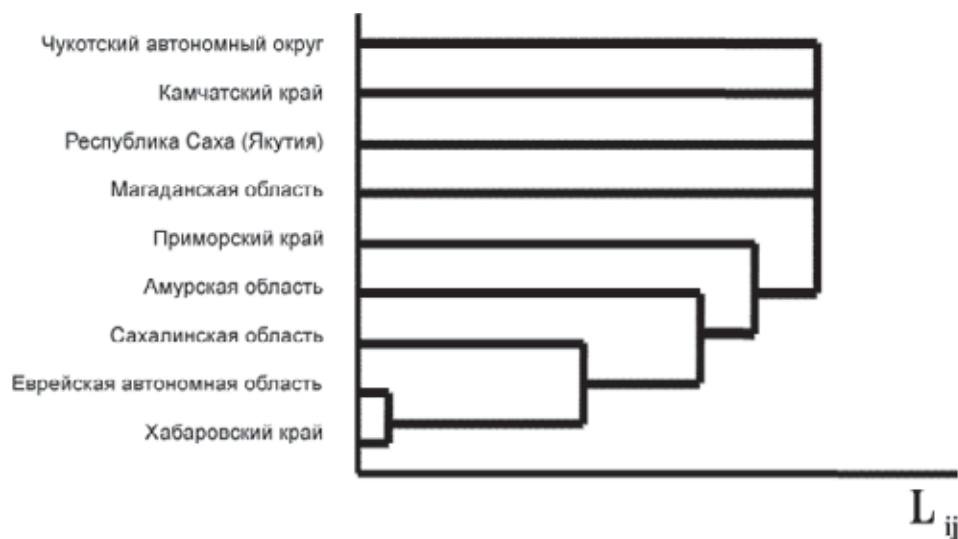 Чукотский автономный округ
Камчатский край
Республика Саха (Якутия)
Магаданская область
Приморский край
Амурская область
Сахалинская область
Еврейская автономная область
Хабаровский край
L ij